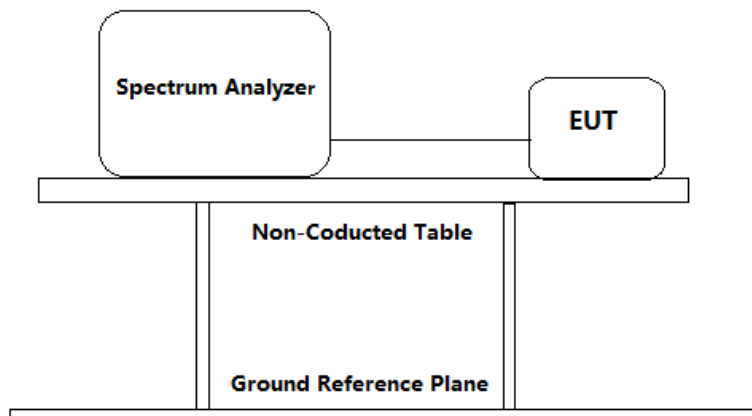 Spectrum Analyzer
EUT
Non-Coducted Table
Ground Reference Plane